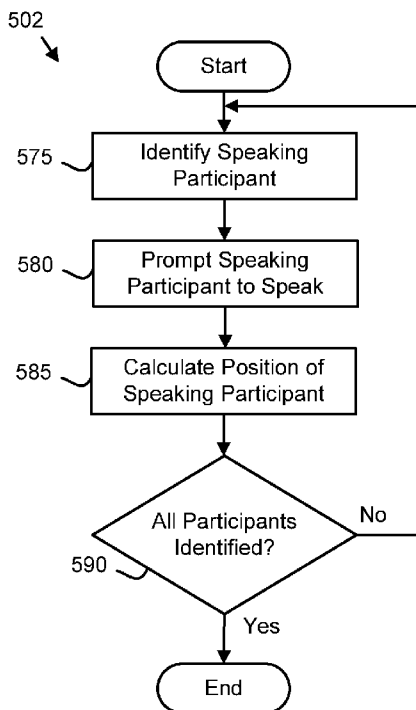 502
Start
575
Identify Speaking
Participant
580
Prompt Speaking
Participant to Speak
585
Calculate Position of
Speaking Participant
All Participants
Identified?
No
590
Yes
End